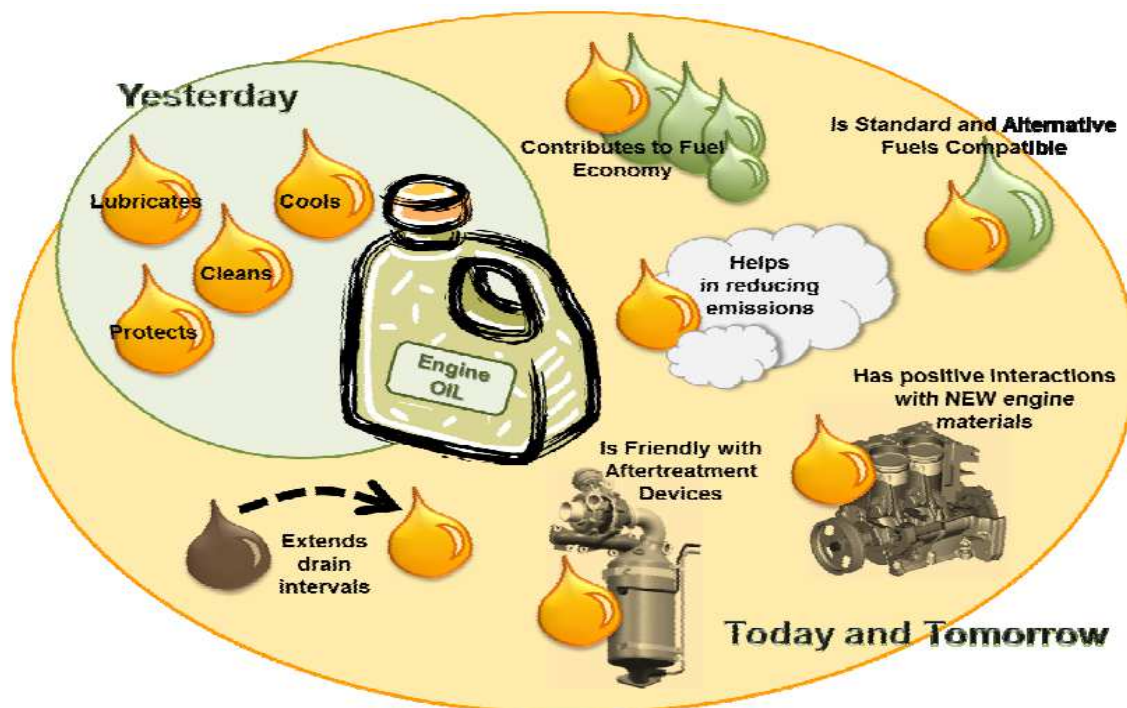 Yesterday
Lubricates
Cools
Cleans
Protects
Engine
OIL
Contributes to Fuel
Economy
Is Standard and Alternative
Fuels Compatible
Helps
in reducing
emissions
Has positive interactions
with NEW engine
materials
Is Friendly with
Aftertreatment
Devices
Extends
drain
intervals
Today and Tomorrow